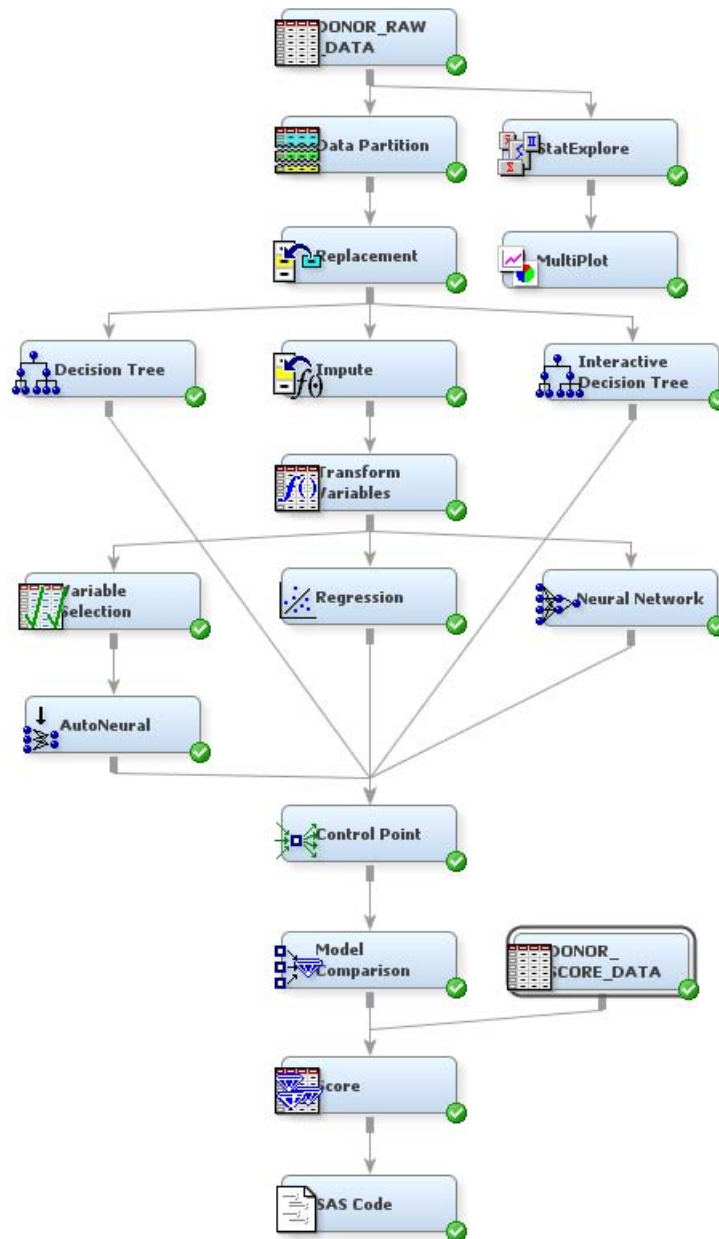 DONOR_RAW
_DATA
Data Partition
StatExplore
Replacement
MultiPlot
Decision Tree
Impute
Interactive
Decision Tree
Transform
Variables
Variable
Selection
Regression
Neural Network
AutoNeural
Control Point
Model
Comparison
DONOR_
SCORE_DATA
Score
SAS Code